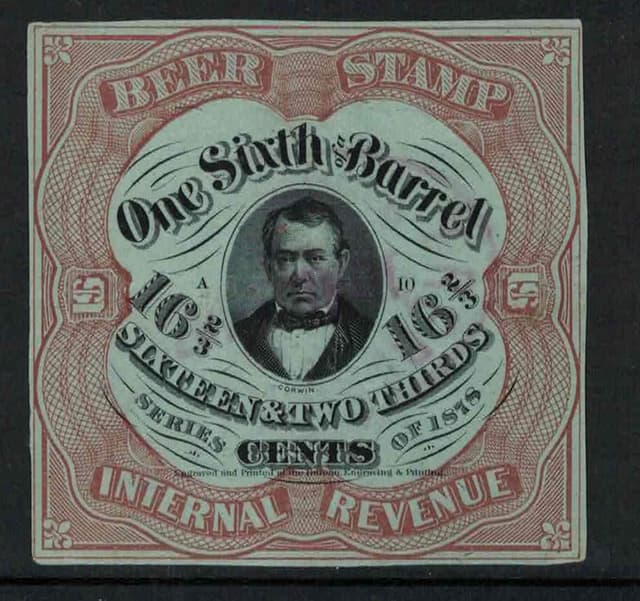 BEER STAMP
One Sixth of a Barrel
A 10
16 2/3 16 2/3
CORWIN
SIXTEEN & TWO THIRDS
CENTS
SERIES OF 1878
Engraved and Printed at the Bureau, Engraving & Printing.
INTERNAL REVENUE